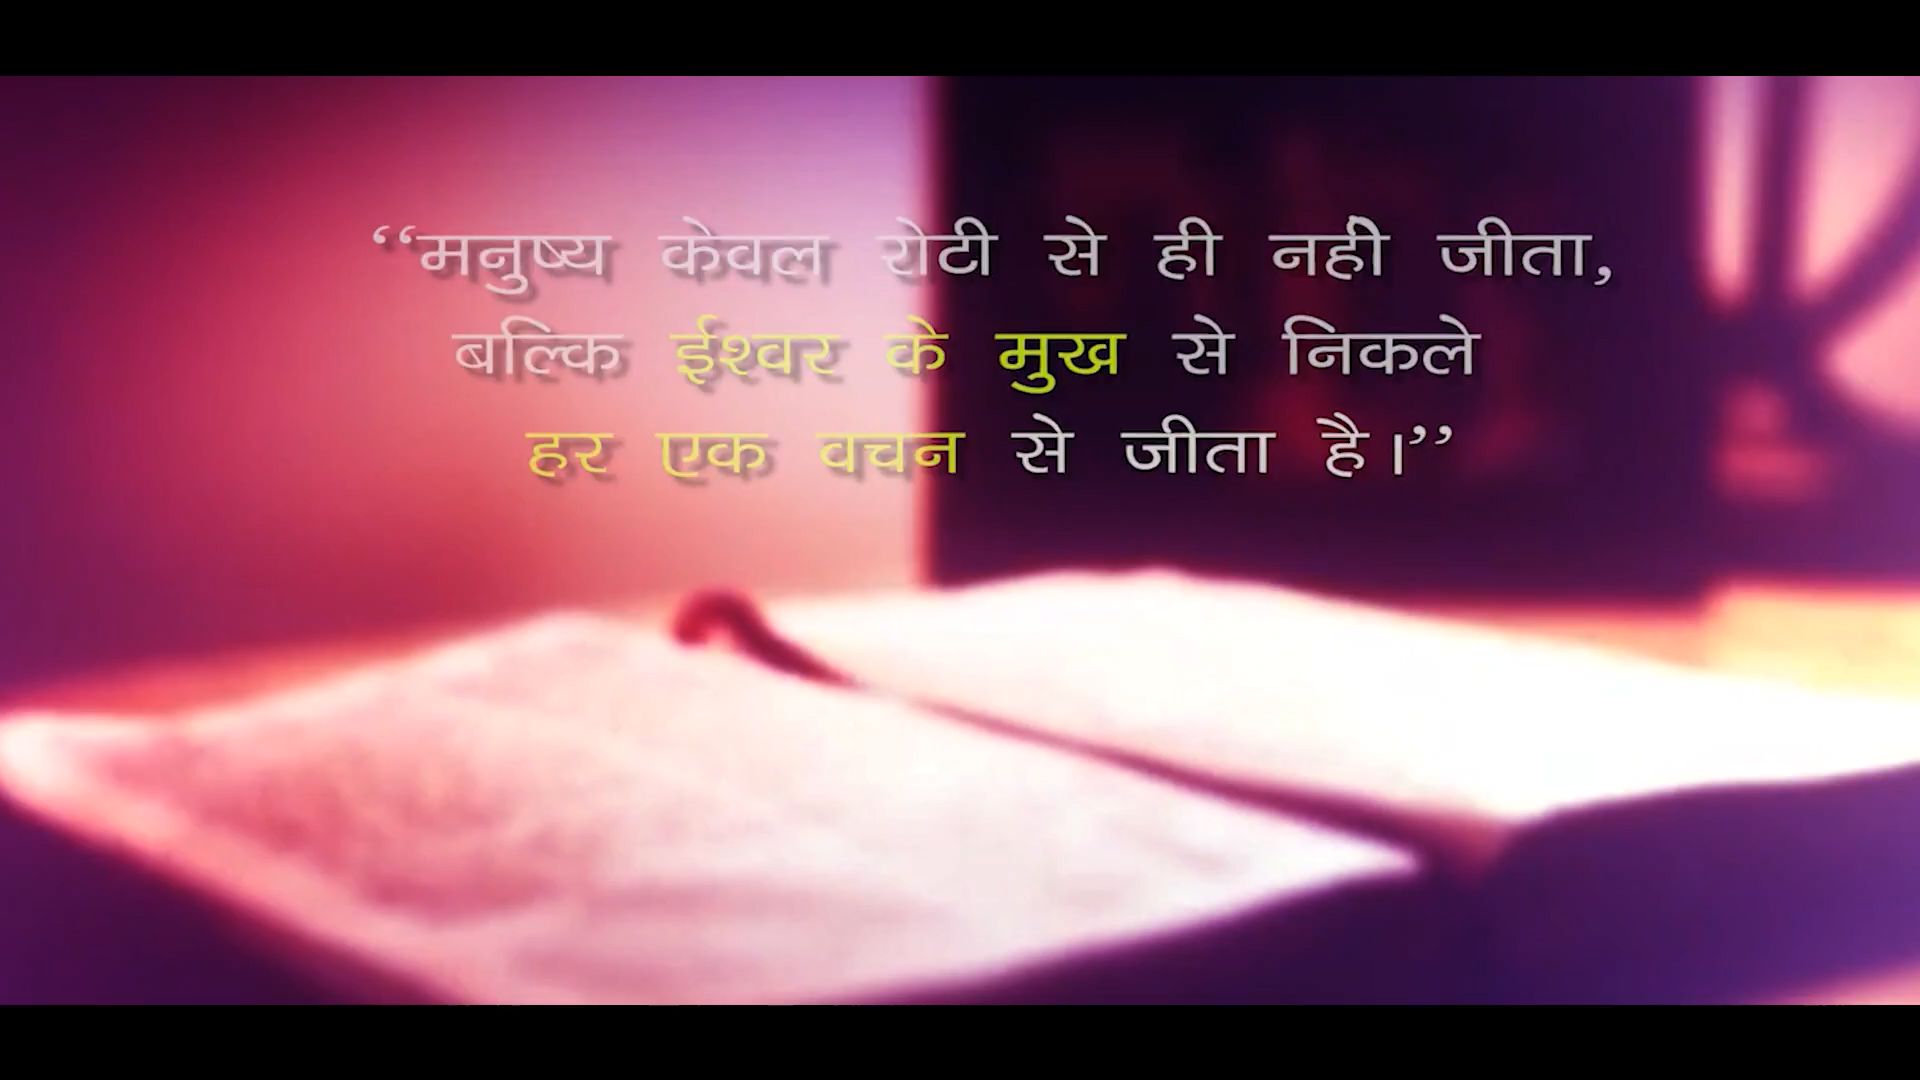 “मनुष्य केवल रोटी से ही नहीं जीता,
बल्कि ईश्वर के मुख से निकले
हर एक वचन से जीता है।”